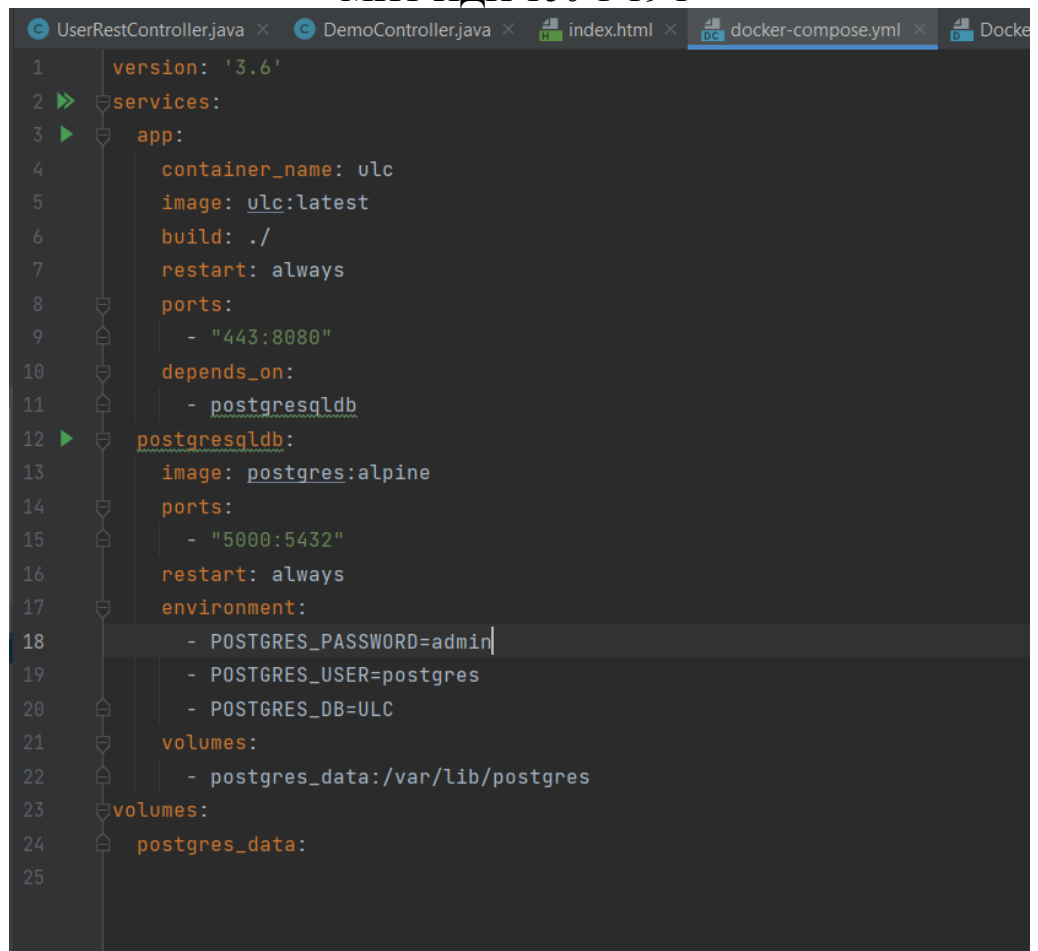 UserRestController.java DemoController.java index.html docker-compose.yml Docke
1 version: '3.6'
2 services:
3 app:
4 container_name: ulc
5 image: ulc:latest
6 build: ./
7 restart: always
8 ports:
9 - "443:8080"
10 depends_on:
11 - postgresqldb
12 postgresqldb:
13 image: postgres:alpine
14 ports:
15 - "5000:5432"
16 restart: always
17 environment:
18 - POSTGRES_PASSWORD=admin
19 - POSTGRES_USER=postgres
20 - POSTGRES_DB=ULC
21 volumes:
22 - postgres_data:/var/lib/postgres
23 volumes:
24 postgres_data:
25